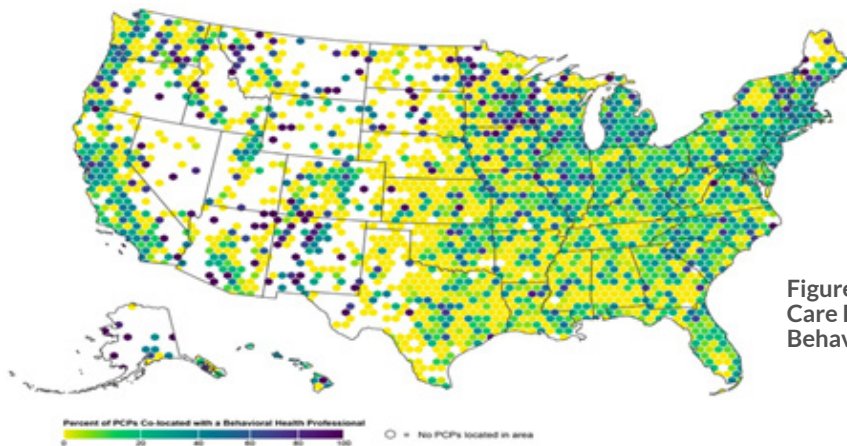 Figure
Care
Behav
Percent of PCPs Co-located with a Behavioral Health Professional
0 20 40 60 80 100
= No PCPs located in area